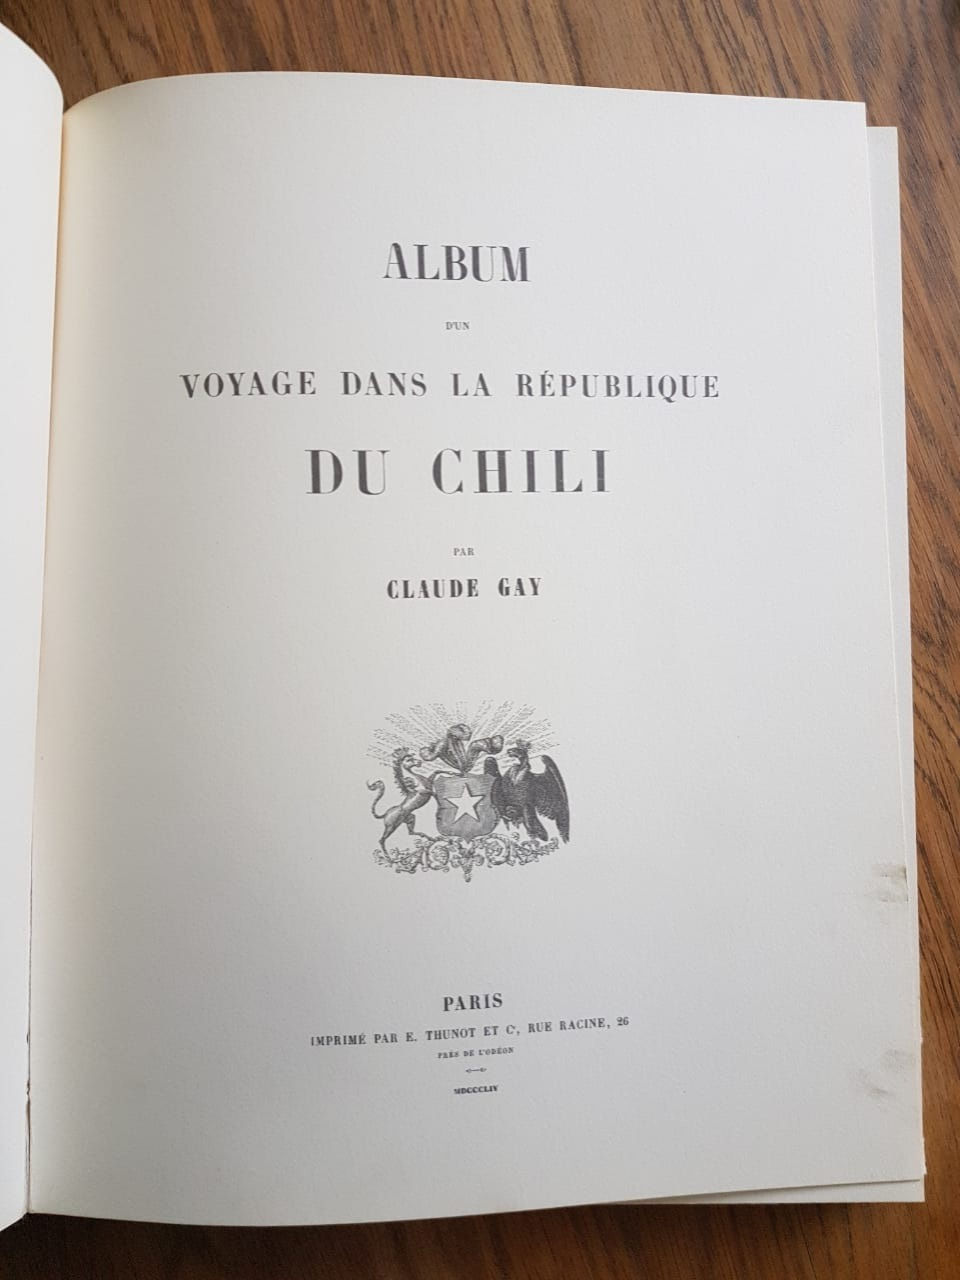 ALBUM
D'UN
VOYAGE DANS LA RÉPUBLIQUE
DU CHILI
PAR
CLAUDE GAY
PARIS
IMPRIMÉ PAR E. THUNOT ET Cᵉ, RUE RACINE, 26
PRÈS DE L'ODÉON
MDCCCLIV